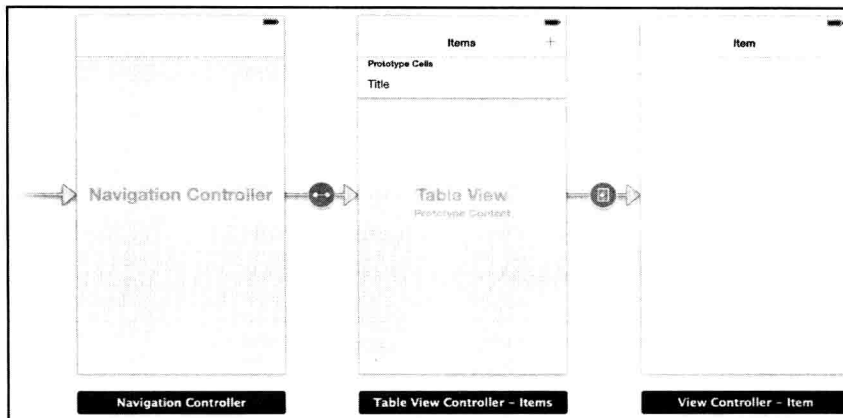 Items +
Item
Prototype Cells
Title
Navigation Controller
Table View
Prototype Content
Navigation Controller
Table View Controller - Items
View Controller - Item